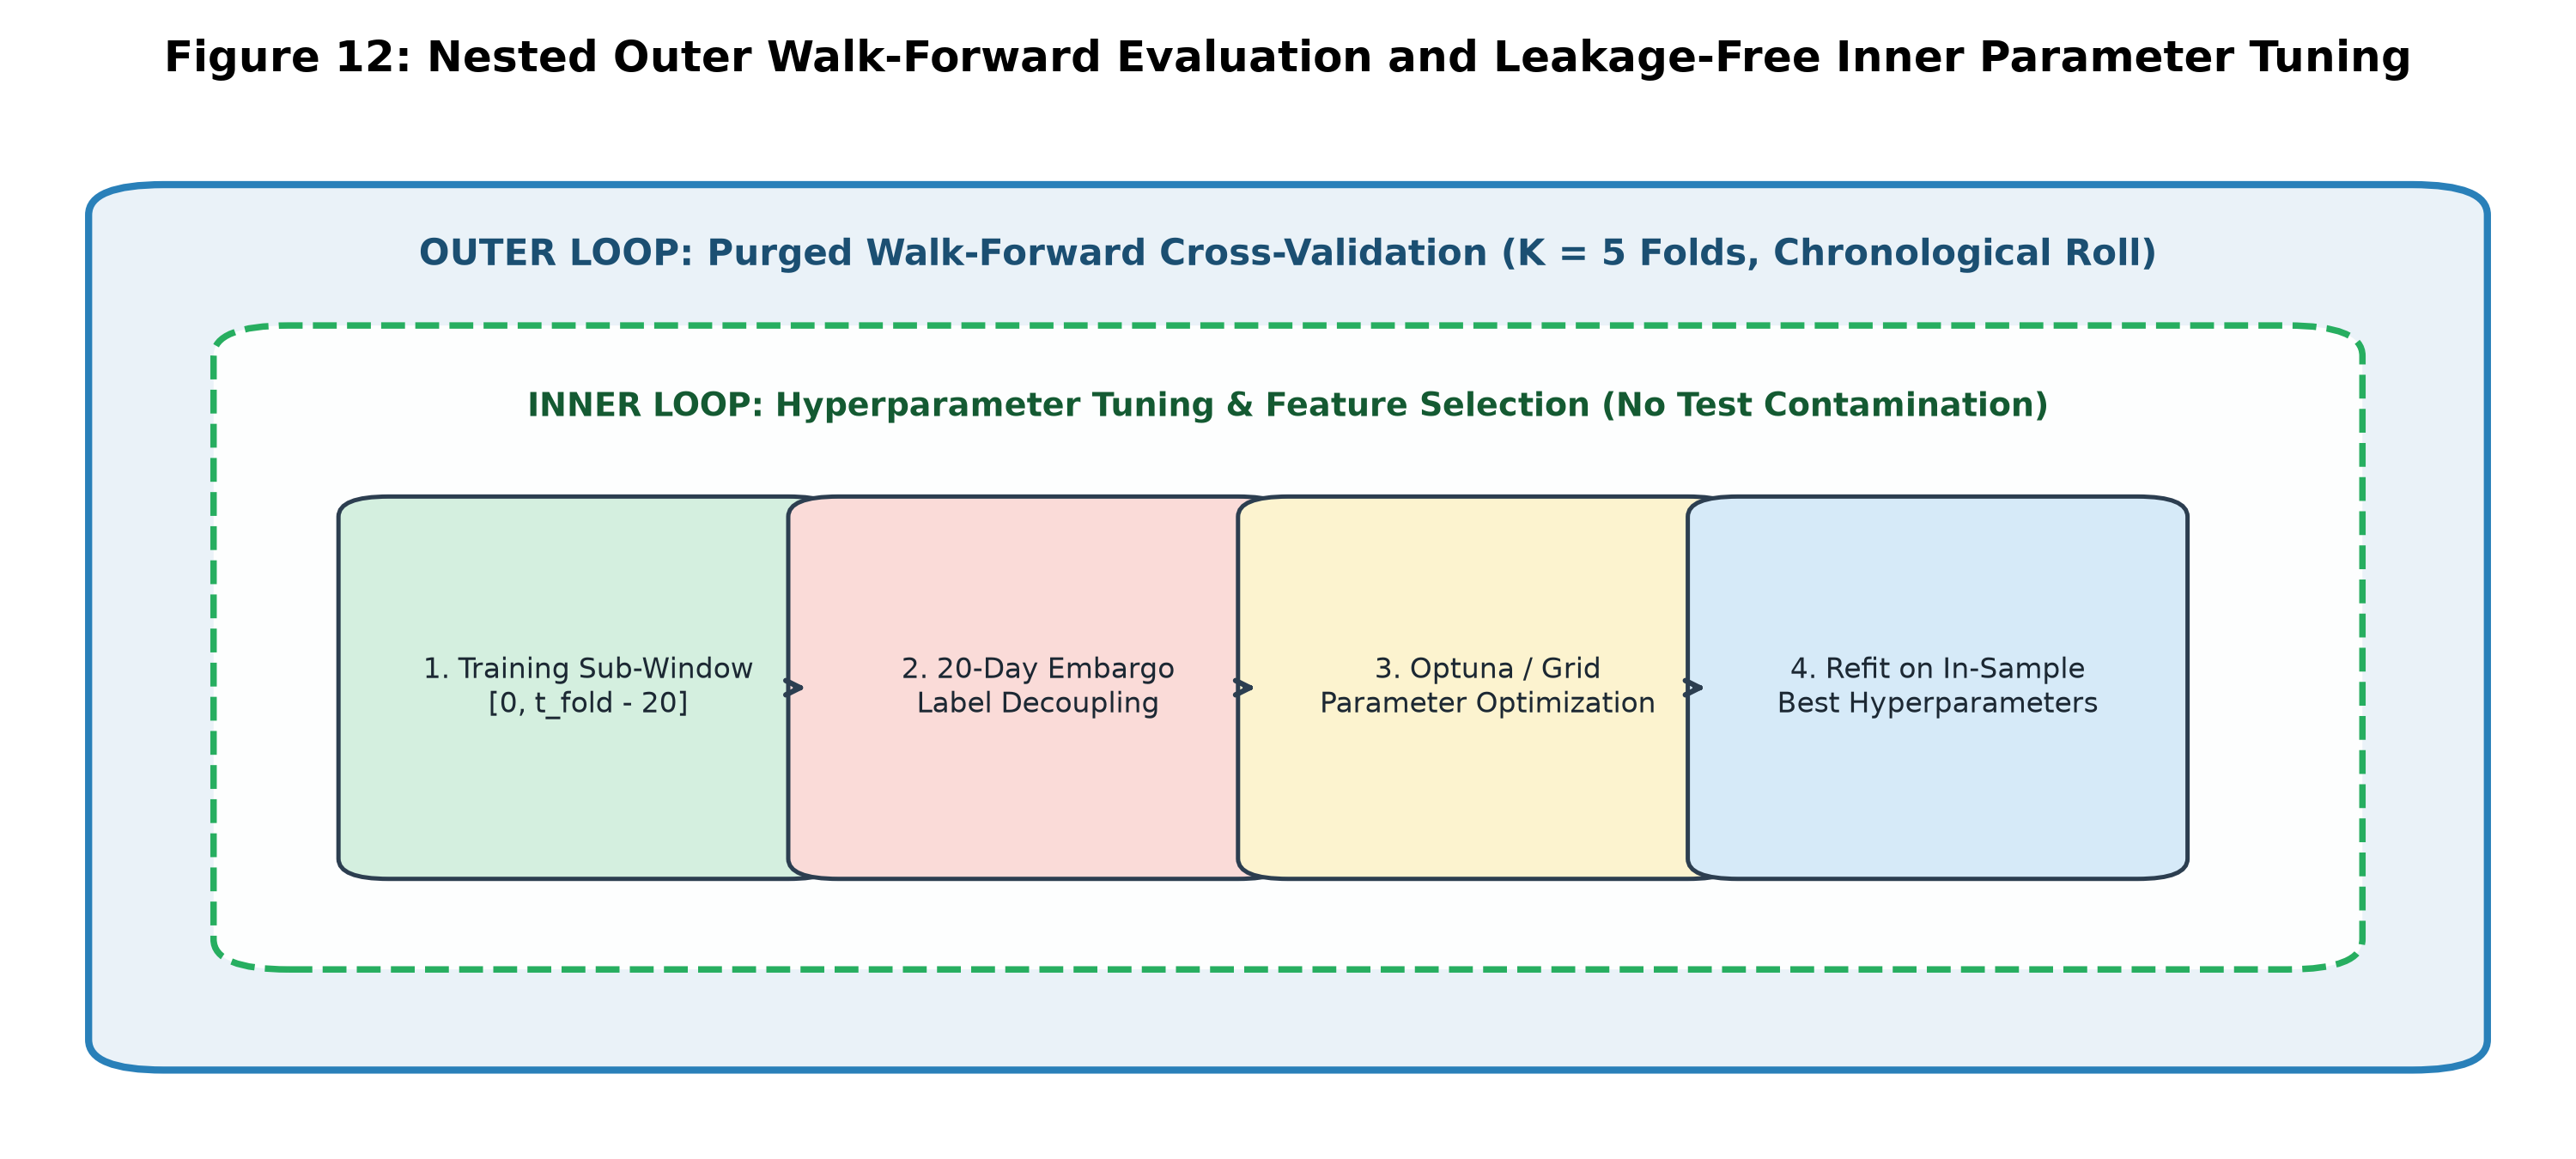 Figure 12: Nested Outer Walk-Forward Evaluation and Leakage-Free Inner Parameter Tuning
OUTER LOOP: Purged Walk-Forward Cross-Validation (K = 5 Folds, Chronological Roll)
INNER LOOP: Hyperparameter Tuning & Feature Selection (No Test Contamination)
1. Training Sub-Window
[0, t_fold - 20]
2. 20-Day Embargo
Label Decoupling
3. Optuna / Grid
Parameter Optimization
4. Refit on In-Sample
Best Hyperparameters